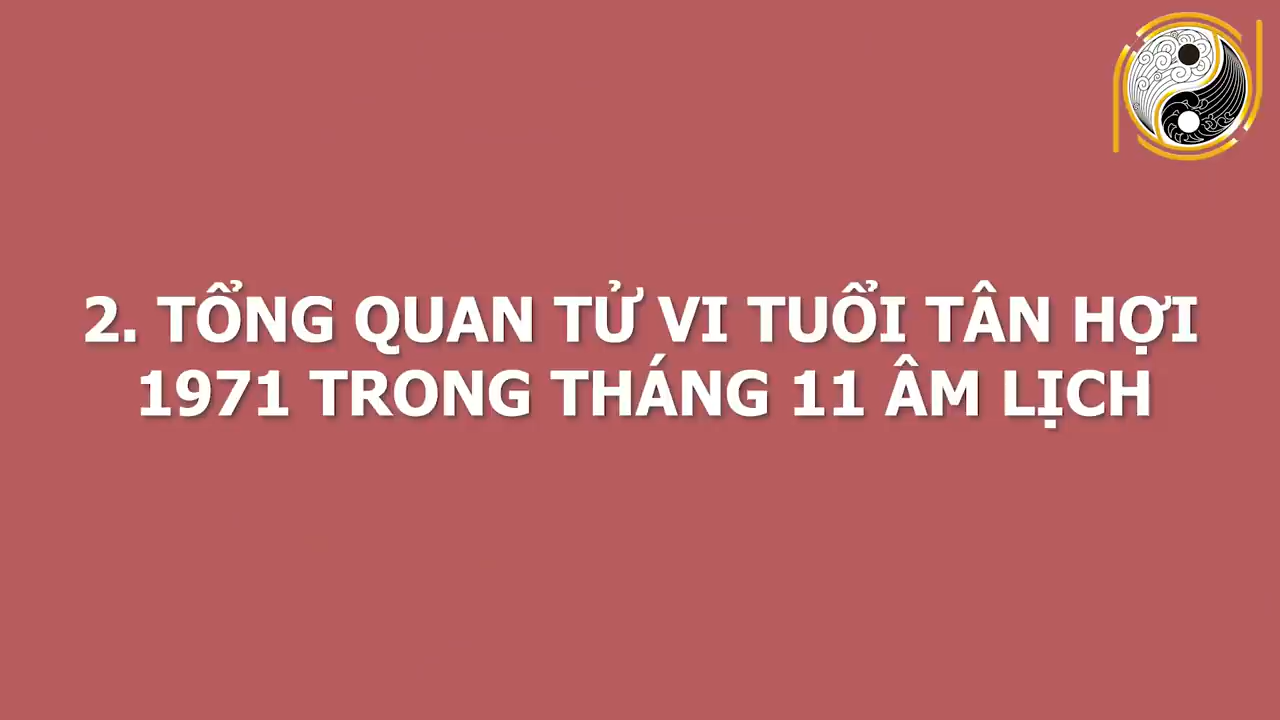 2. TỔNG QUAN TỬ VI TUỔI TÂN HỢI
1971 TRONG THÁNG 11 ÂM LỊCH